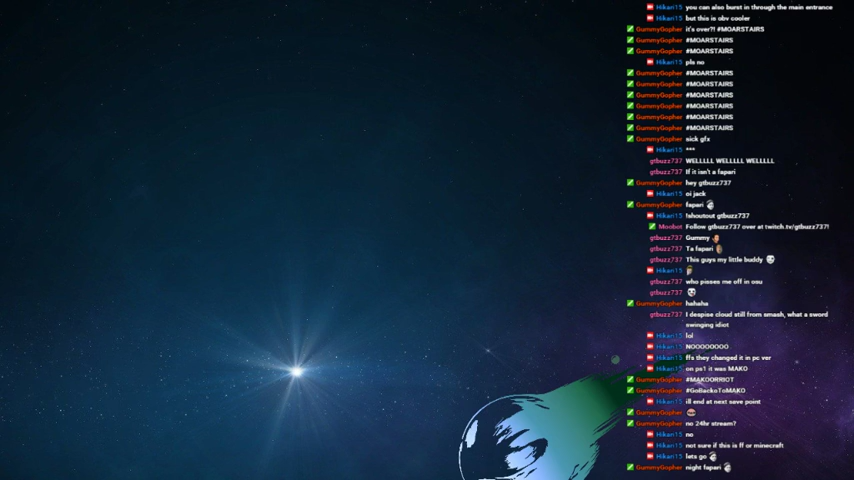 Hikari15 you can also burst in through the main entrance
Hikari15 but this is obv cooler
GummyGopher it's over?! #MOARSTAIRS
GummyGopher #MOARSTAIRS
GummyGopher #MOARSTAIRS
Hikari15 pls no
GummyGopher #MOARSTAIRS
GummyGopher #MOARSTAIRS
GummyGopher #MOARSTAIRS
GummyGopher #MOARSTAIRS
GummyGopher #MOARSTAIRS
GummyGopher #MOARSTAIRS
GummyGopher sick gfx
Hikari15 ***
gtbuzz737 WELLLLL WELLLLL WELLLLL
gtbuzz737 If it isn't a fapari
GummyGopher hey gtbuzz737
Hikari15 oi jack
GummyGopher fapari
Hikari15 !shoutout gtbuzz737
Moobot Follow gtbuzz737 over at twitch.tv/gtbuzz737!
gtbuzz737 Gummy
gtbuzz737 Ta fapari
gtbuzz737 This guys my little buddy
Hikari15
gtbuzz737 who pisses me off in osu
gtbuzz737
GummyGopher hahaha
gtbuzz737 I despise cloud still from smash, what a sword
swinging idiot
Hikari15 lol
Hikari15 NOOOOOOO
Hikari15 ffs they changed it in pc ver
Hikari15 on ps1 it was MAKO
GummyGopher #MAKOORRIOT
GummyGopher #GoBackoToMAKO
Hikari15 ill end at next save point
GummyGopher
GummyGopher no 24hr stream?
Hikari15 no
Hikari15 not sure if this is ff or minecraft
Hikari15 lets go
GummyGopher night fapari